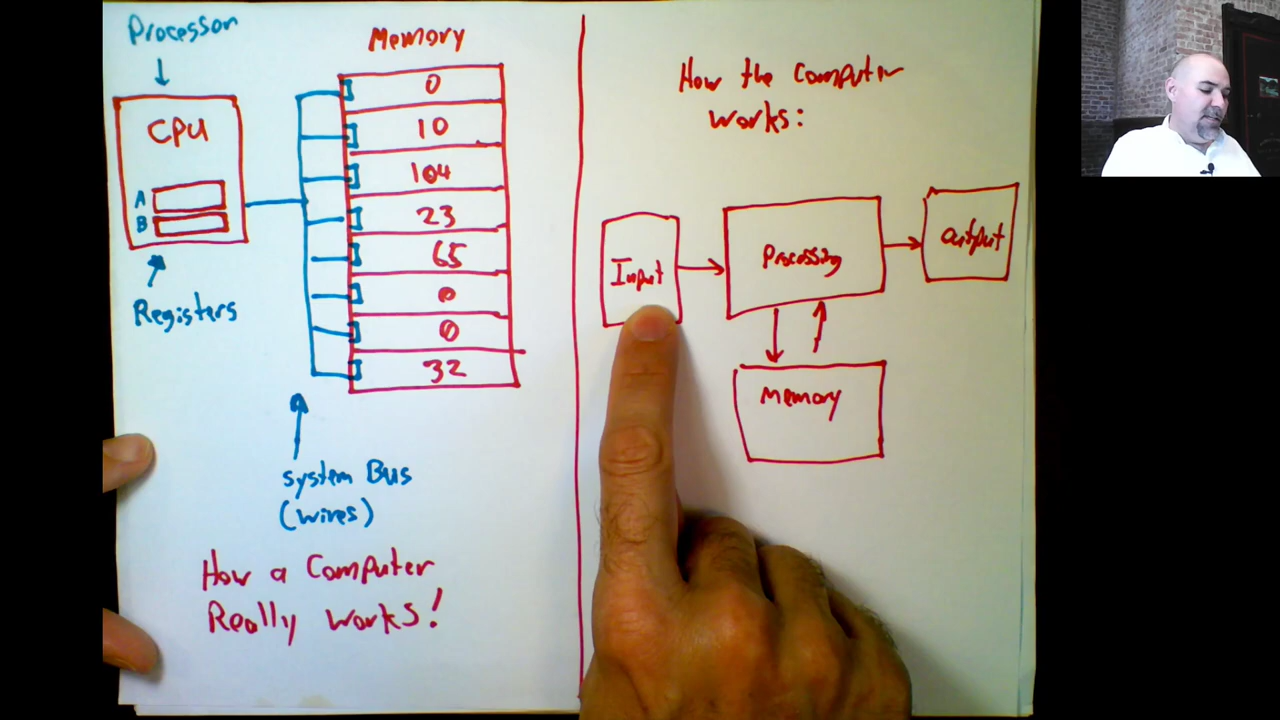 Processor
CPU
A
B
Registers
Memory
0
10
104
23
65
0
0
32
System Bus
(wires)
How a Computer
Really Works!
How the Computer
Works:
Input
Processing
Output
Memory